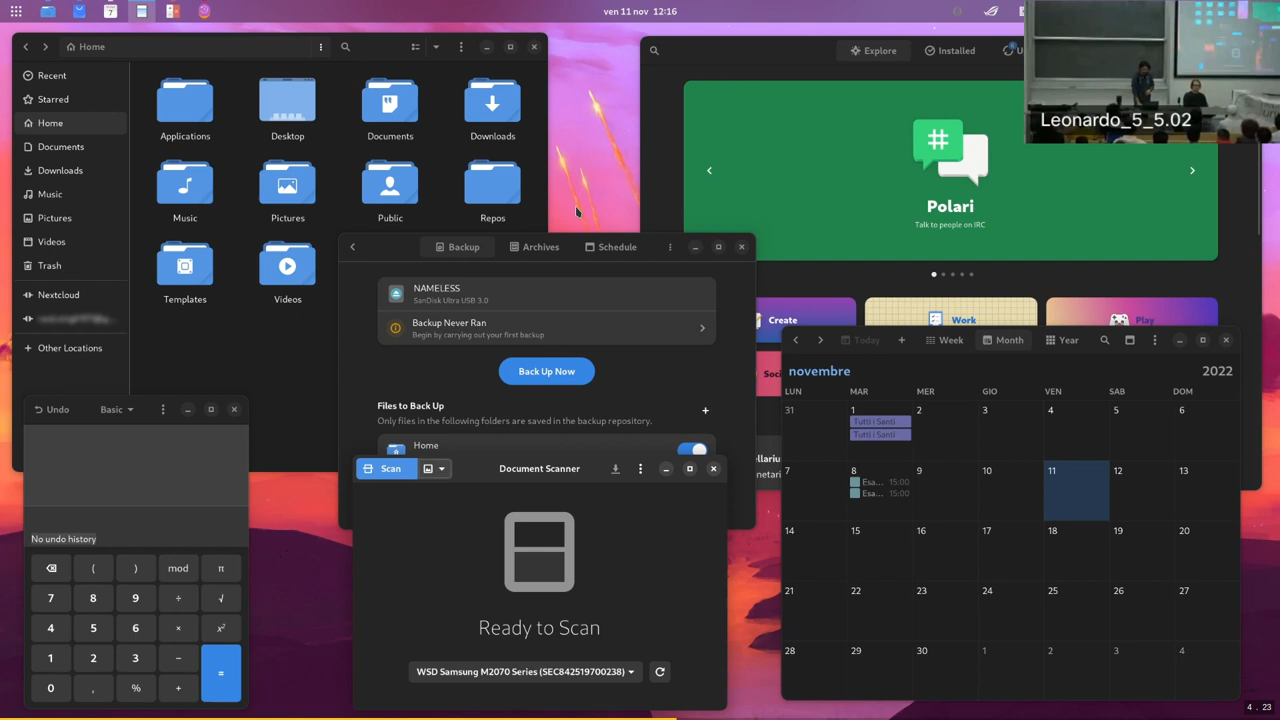 7
ven 11 nov 12:16
Home
Recent
Starred
Home
Documents
Downloads
Music
Pictures
Videos
Trash
Nextcloud
Other Locations
Applications
Desktop
Documents
Downloads
Music
Pictures
Public
Repos
Templates
Videos
Explore
Installed
U
Leonardo_5_5.02
#
Polari
Talk to people on IRC
Create
Work
Play
Soci
ellarius
netari
Backup
Archives
Schedule
NAMELESS
SanDisk Ultra USB 3.0
Backup Never Ran
Begin by carrying out your first backup
Back Up Now
Files to Back Up
Only files in the following folders are saved in the backup repository.
Home
Undo
Basic
No undo history
( ) mod π
7 8 9 ÷ √
4 5 6 × x²
1 2 3 − =
0 , % +
Scan
Document Scanner
Ready to Scan
WSD Samsung M2070 Series (SEC842519700238)
Today
Week
Month
Year
novembre
2022
LUN MAR MER GIO VEN SAB DOM
31 1 2 3 4 5 6
Tutti i Santi
Tutti i Santi
7 8 9 10 11 12 13
Esa... 15:00
Esa... 15:00
14 15 16 17 18 19 20
21 22 23 24 25 26 27
28 29 30 1 2 3 4
4 . 23